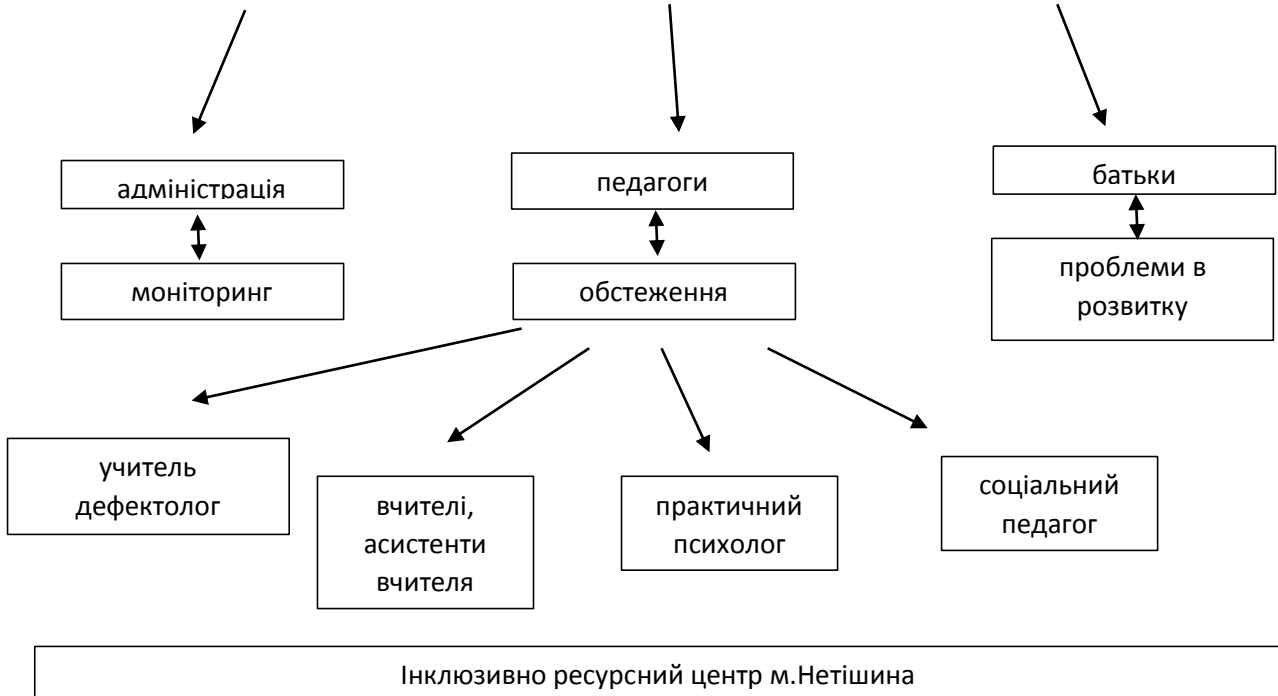 адміністрація
педагоги
батьки
моніторинг
обстеження
проблеми в
розвитку
учитель
дефектолог
вчителі,
асистенти
вчителя
практичний
психолог
соціальний
педагог
Інклюзивно ресурсний центр м.Нетішина